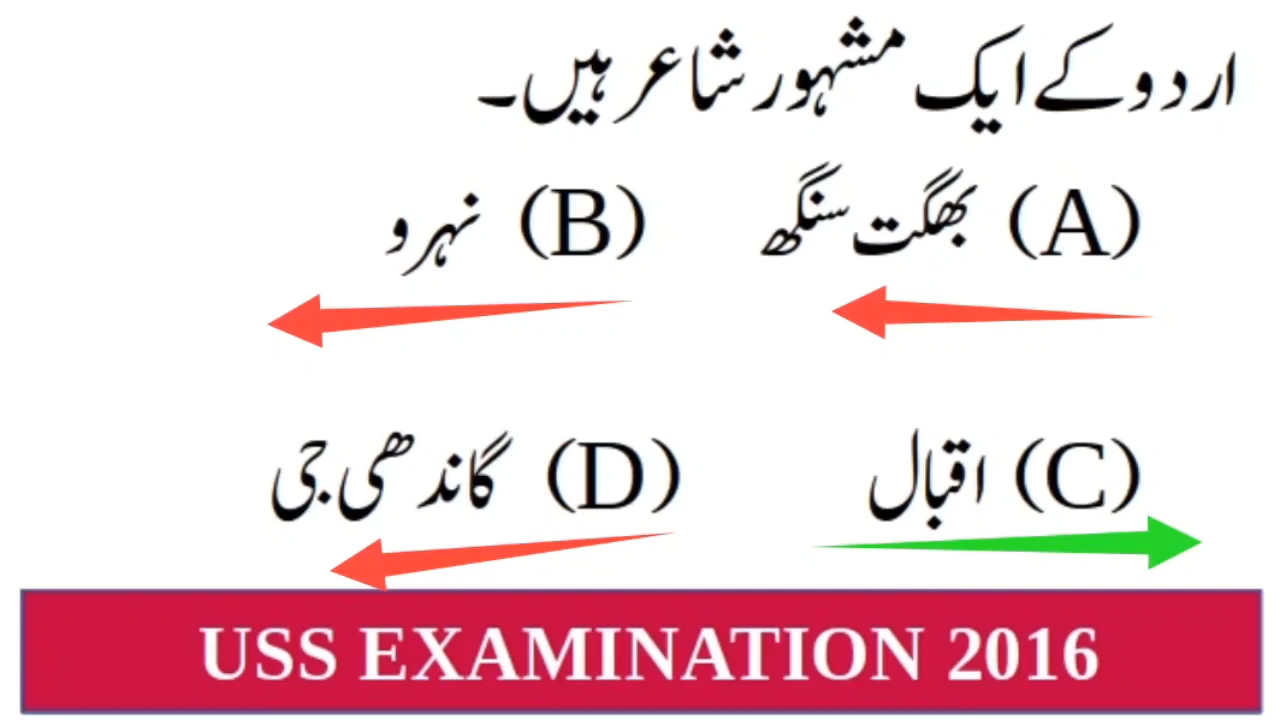 اردو کے ایک مشہور شاعر ہیں۔
(A) بھگت سنگھ (B) نہرو
(C) اقبال (D) گاندھی جی
USS EXAMINATION 2016